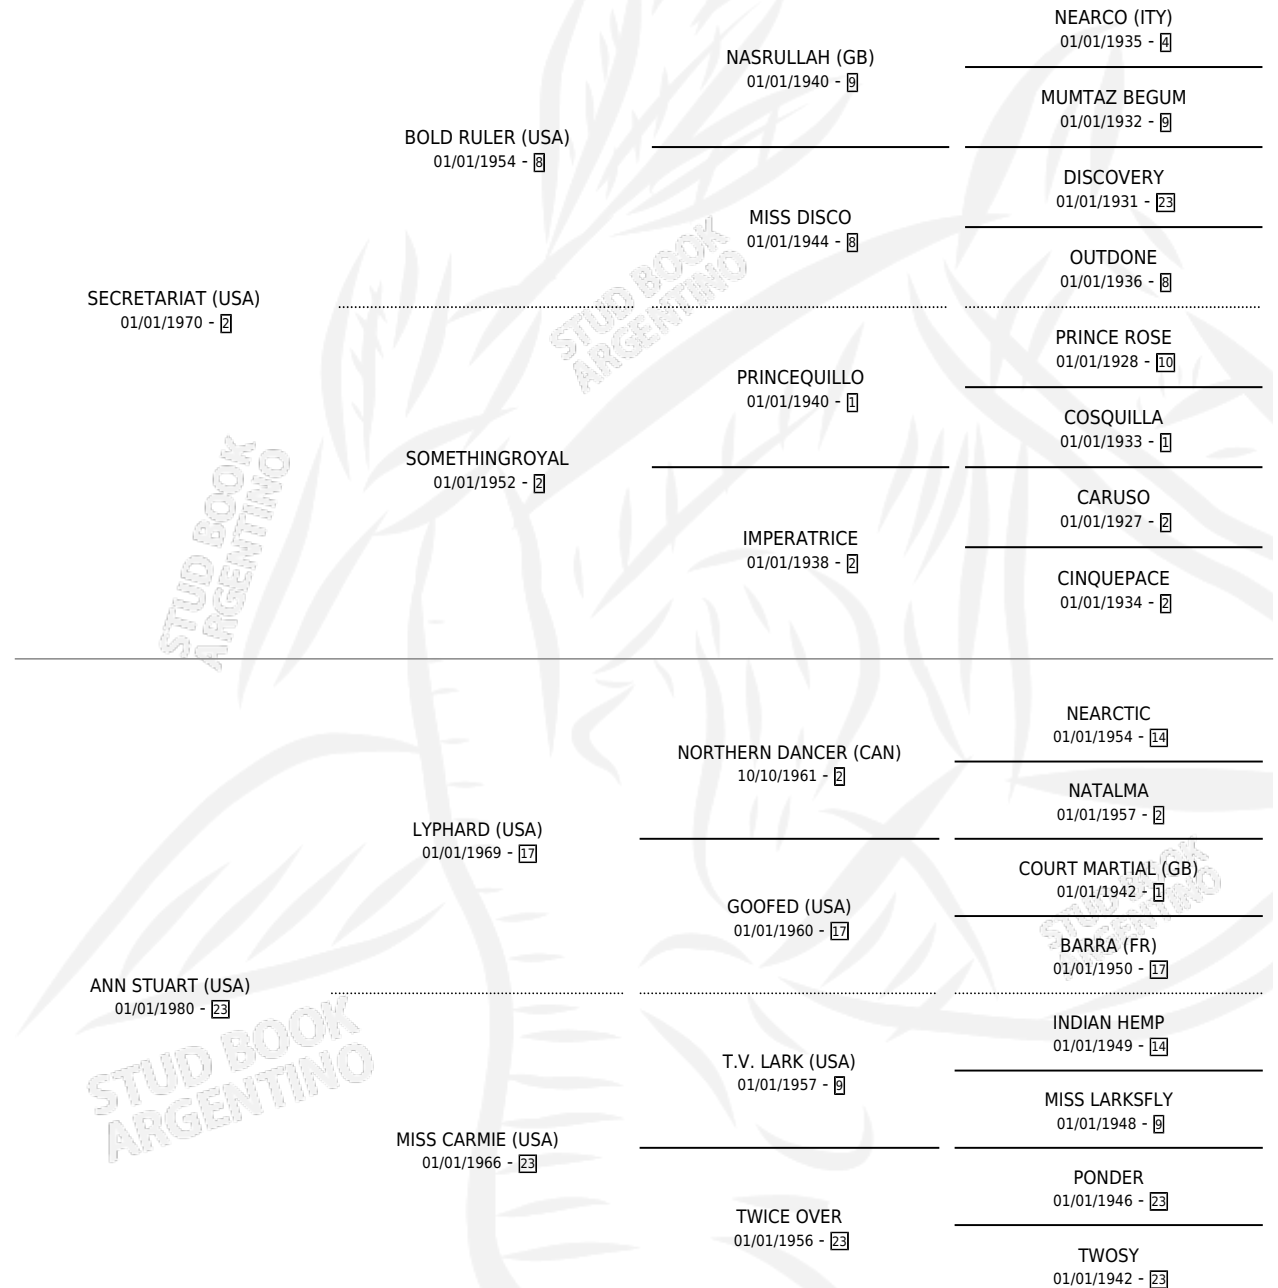 NEARCO (ITY)
01/01/1935 - 4
NASRULLAH (GB)
01/01/1940 - 9
MUMTAZ BEGUM
01/01/1932 - 9
BOLD RULER (USA)
01/01/1954 - 8
DISCOVERY
01/01/1931 - 23
MISS DISCO
01/01/1944 - 8
OUTDONE
01/01/1936 - 8
SECRETARIAT (USA)
01/01/1970 - 2
STUD BOOK
ARGENTINO
PRINCE ROSE
01/01/1928 - 10
PRINCEQUILLO
01/01/1940 - 1
COSQUILLA
01/01/1933 - 1
SOMETHINGROYAL
01/01/1952 - 2
CARUSO
01/01/1927 - 2
IMPERATRICE
01/01/1938 - 2
CINQUEPACE
01/01/1934 - 2
STUD BOOK
ARGENTINO
NEARCTIC
01/01/1954 - 14
NORTHERN DANCER (CAN)
10/10/1961 - 2
NATALMA
01/01/1957 - 2
LYPHARD (USA)
01/01/1969 - 17
COURT MARTIAL (GB)
01/01/1942 - 1
GOOFED (USA)
01/01/1960 - 17
STUD BOOK
ARGENTINO
BARRA (FR)
01/01/1950 - 17
ANN STUART (USA)
01/01/1980 - 23
STUD BOOK
ARGENTINO
INDIAN HEMP
01/01/1949 - 14
T.V. LARK (USA)
01/01/1957 - 9
MISS LARKSFLY
01/01/1948 - 9
MISS CARMIE (USA)
01/01/1966 - 23
PONDER
01/01/1946 - 23
TWICE OVER
01/01/1956 - 23
TWOSY
01/01/1942 - 23